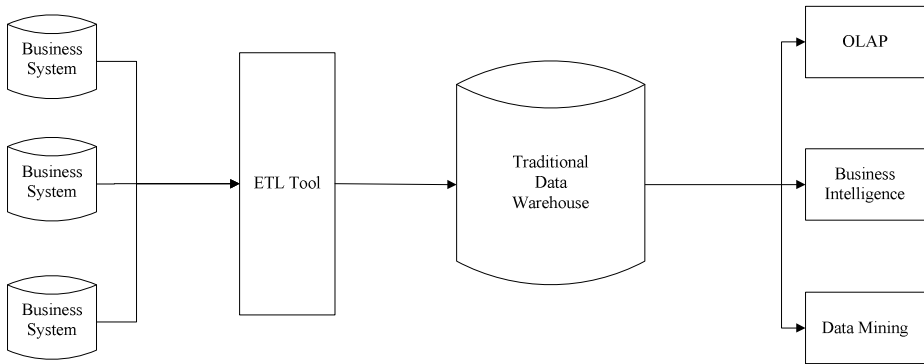 Business
System
Business
System
Business
System
ETL Tool
Traditional
Data
Warehouse
OLAP
Business
Intelligence
Data Mining